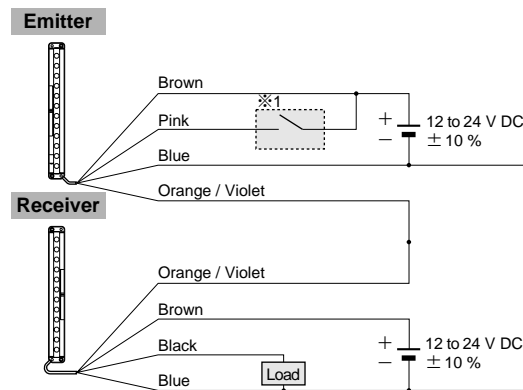 Emitter
Brown
※1
Pink
Blue
Orange / Violet
+
−
12 to 24 V DC
± 10 %
Receiver
Orange / Violet
Brown
Black
Load
Blue
+
−
12 to 24 V DC
± 10 %